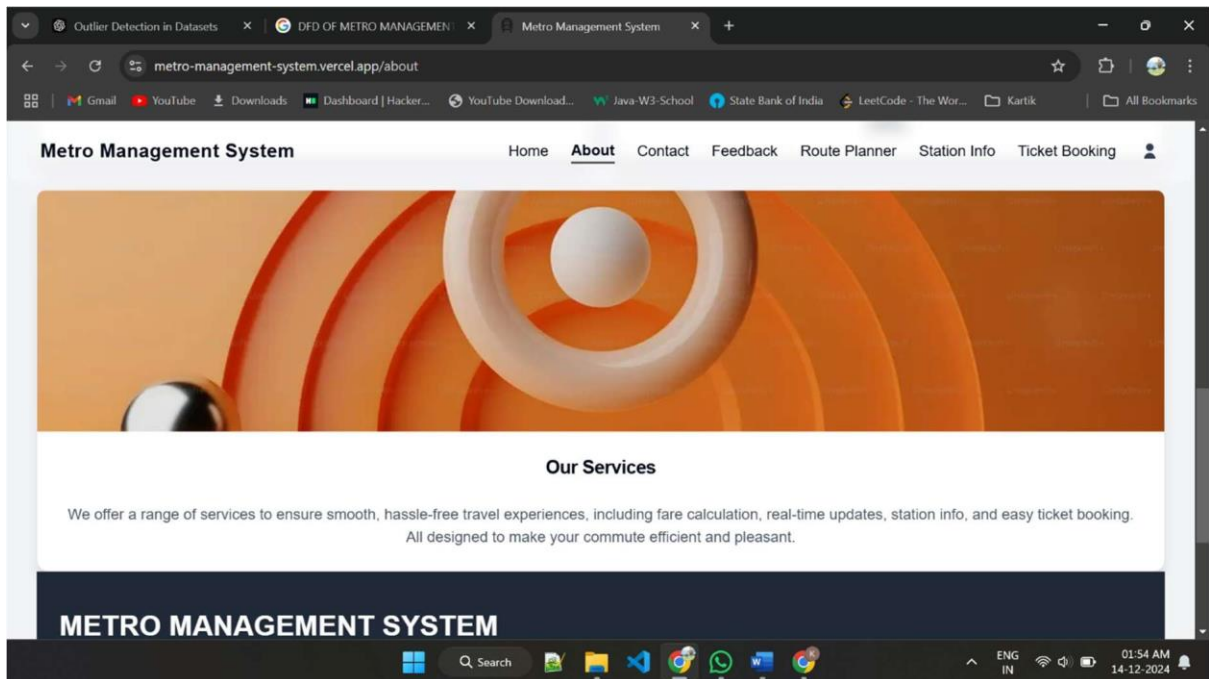 Outlier Detection in Datasets
DFD OF METRO MANAGEMEN
Metro Management System
metro-management-system.vercel.app/about
Gmail YouTube Downloads Dashboard | Hacker... YouTube Download... Java-W3-School State Bank of India LeetCode - The Wor... Kartik All Bookmarks
Metro Management System Home About Contact Feedback Route Planner Station Info Ticket Booking
Our Services
We offer a range of services to ensure smooth, hassle-free travel experiences, including fare calculation, real-time updates, station info, and easy ticket booking.
All designed to make your commute efficient and pleasant.
METRO MANAGEMENT SYSTEM
Search
ENG
IN
01:54 AM
14-12-2024